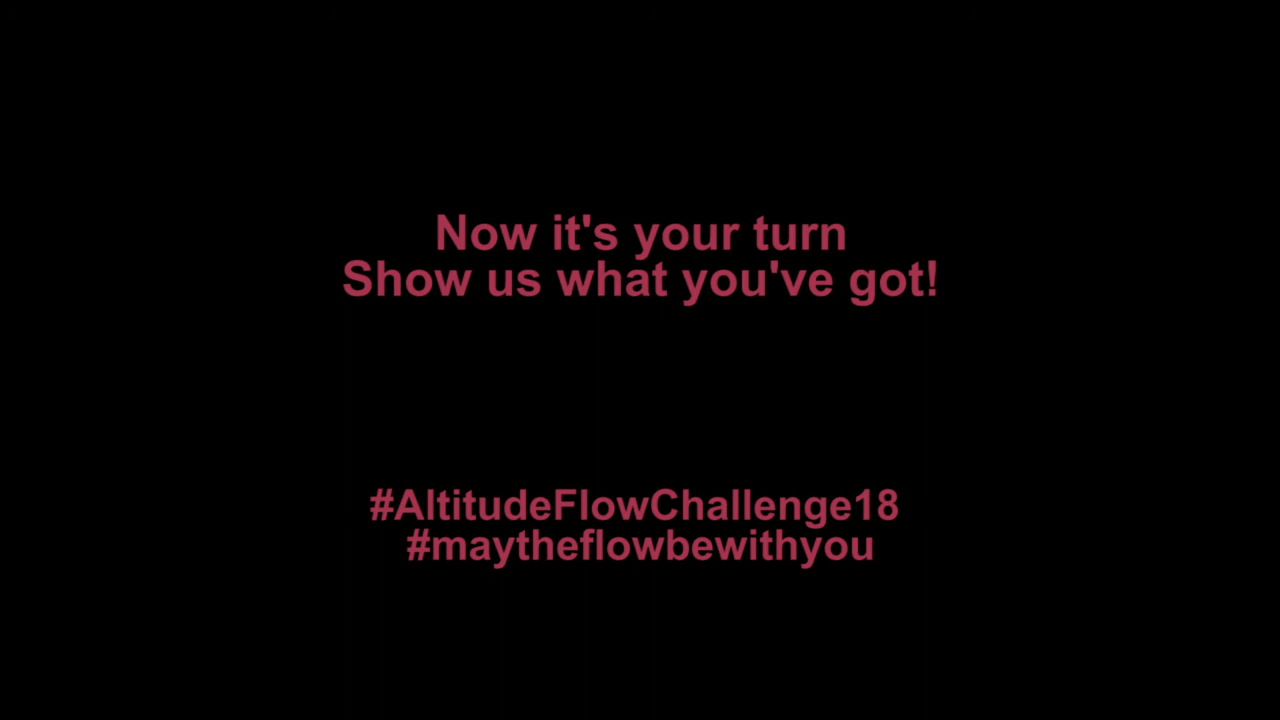 Now it's your turn
Show us what you've got!
#AltitudeFlowChallenge18
#maytheflowbewithyou